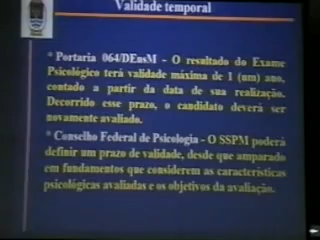 Validade temporal
* Portaria 064/DEnsM - O resultado do Exame
Psicológico terá validade máxima de 1 (um) ano,
contado a partir da data de sua realização.
Decorrido esse prazo, o candidato deverá ser
novamente avaliado.
* Conselho Federal de Psicologia - O SSPM poderá
definir um prazo de validade, desde que amparado
em fundamentos que considerem as características
psicológicas avaliadas e os objetivos da avaliação.